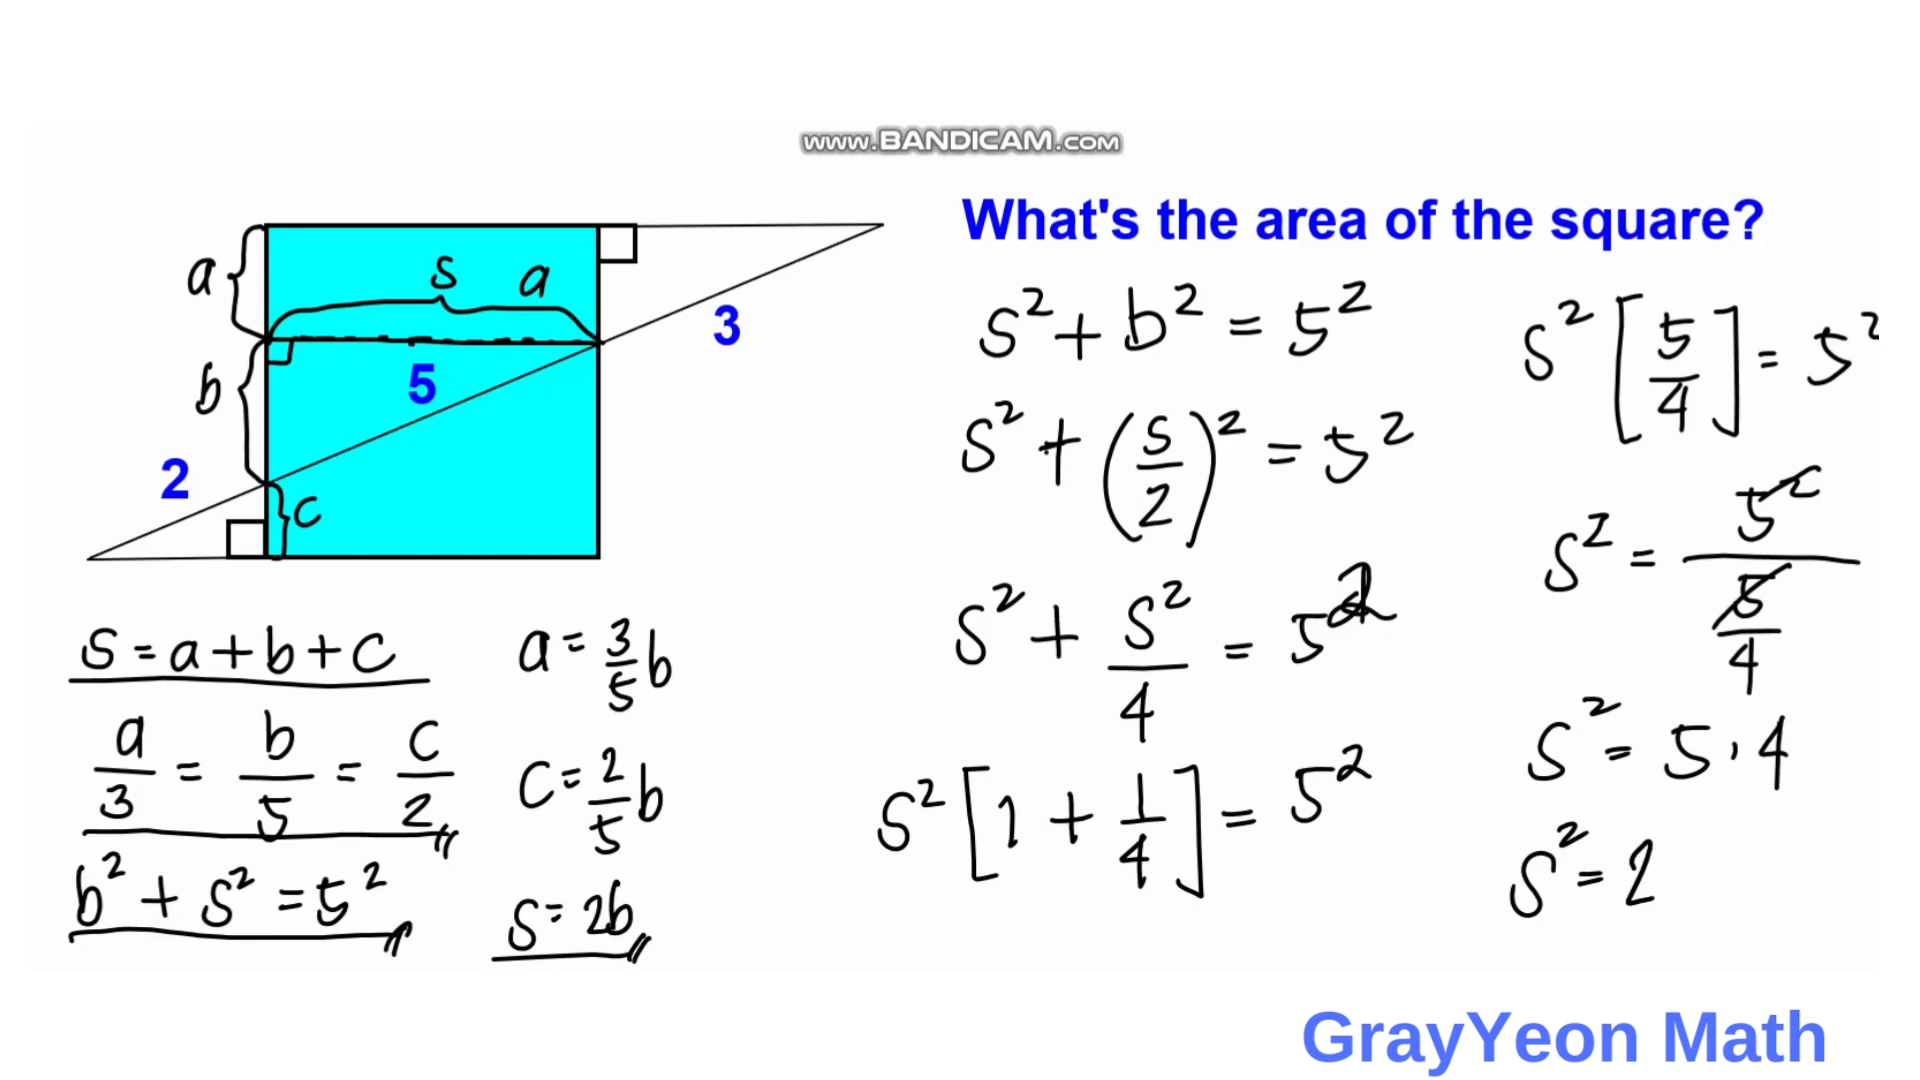 www.BANDICAM.com
What's the area of the square?
a
s
a
3
b
5
2
c
s = a + b + c
a/3 = b/5 = c/2
b² + s² = 5²
a = 3/5 b
c = 2/5 b
s = 2b
s² + b² = 5²
s² + (s/2)² = 5²
s² + s²/4 = 5²
s² [1 + 1/4] = 5²
s² [5/4] = 5²
s² = 5²/(5/4)
s² = 5·4
s² = 2
GrayYeon Math